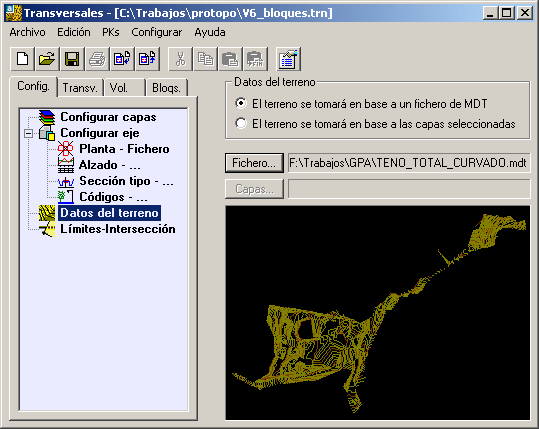 Transversales - [C:\Trabajos\protopo\V6_bloques.trn]
Archivo Edición PKs Configurar Ayuda
Config. Transv. Vol. Bloqs.
Configurar capas
Configurar eje
Planta - Fichero
Alzado - ...
Sección tipo - ...
Códigos - ...
Datos del terreno
Límites-Intersección
Datos del terreno
El terreno se tomará en base a un fichero de MDT
El terreno se tomará en base a las capas seleccionadas
Fichero... F:\Trabajos\GPA\TENO_TOTAL_CURVADO.mdt
Capas...